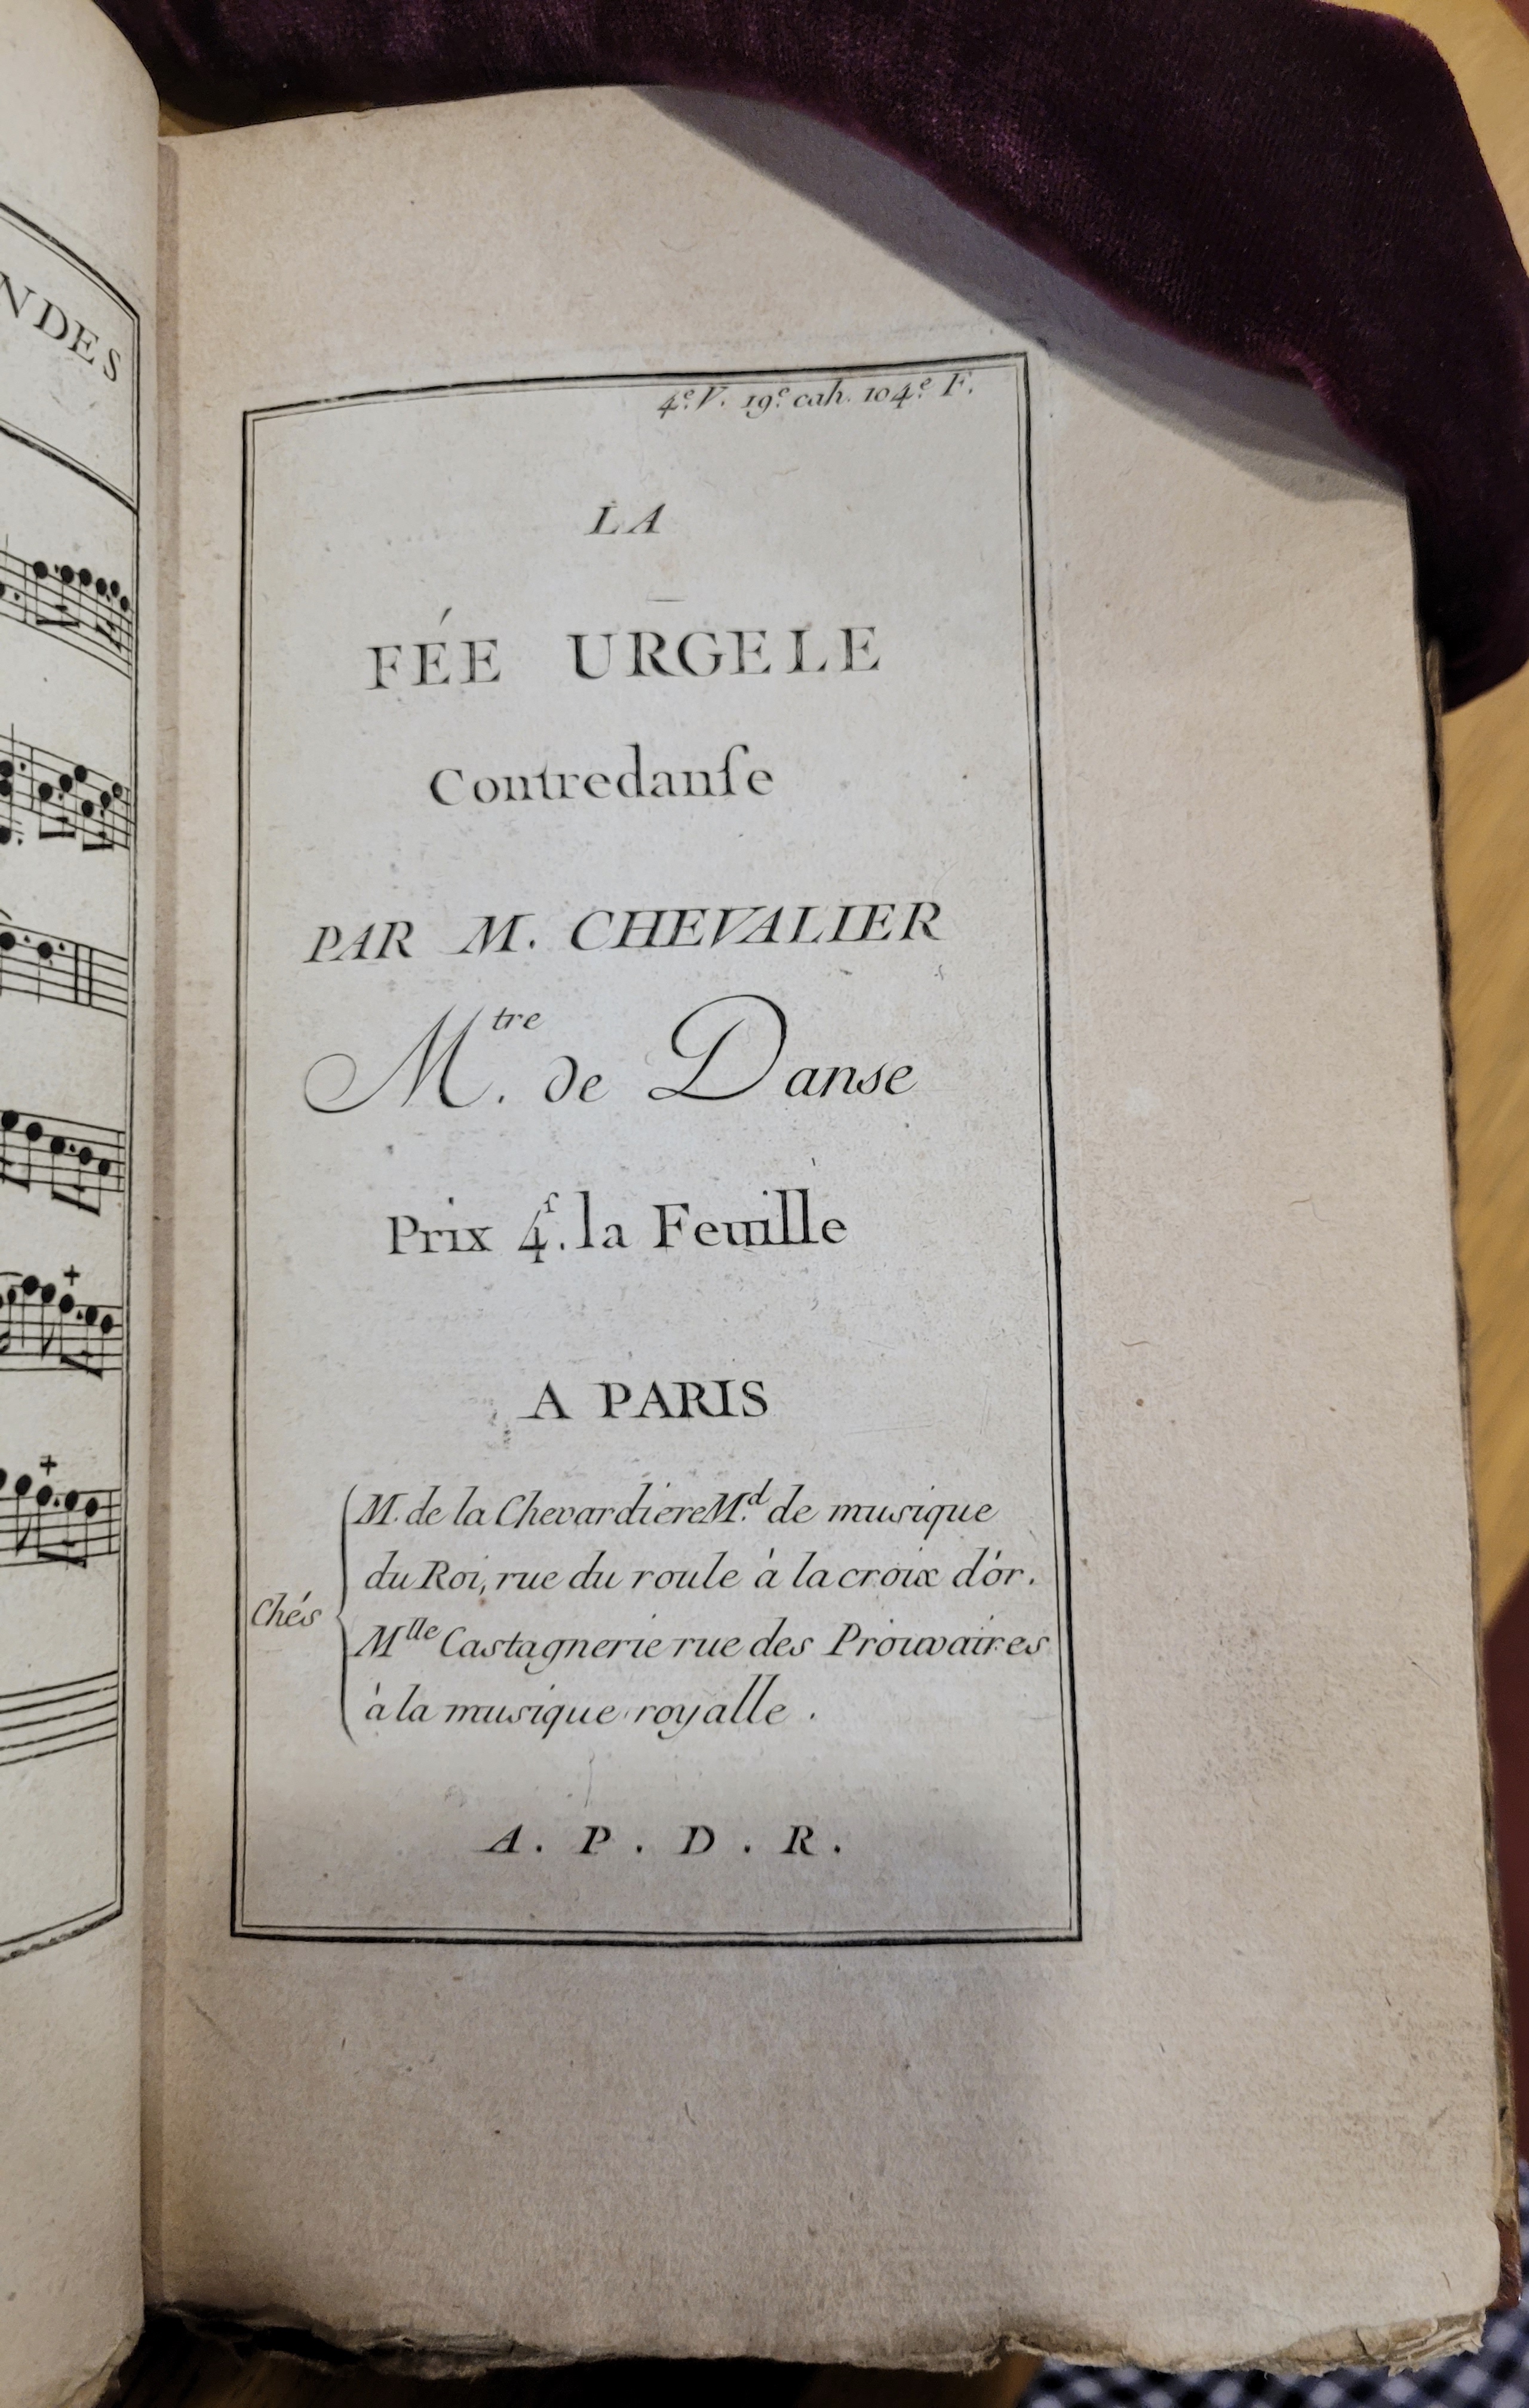 NDES
4.e V. 19.e cah. 104.e F.
LA
FÉE URGELE
Contredanſe
PAR M. CHEVALIER
M.tre de Danse
Prix 4.ſ la Feuille
A PARIS
Chés
M. de la Chevardiere M.d de musique
du Roi, rue du roule à la croix d'or.
Mlle Castagnerie rue des Prouvaires
à la musique royalle.
A. P. D. R.